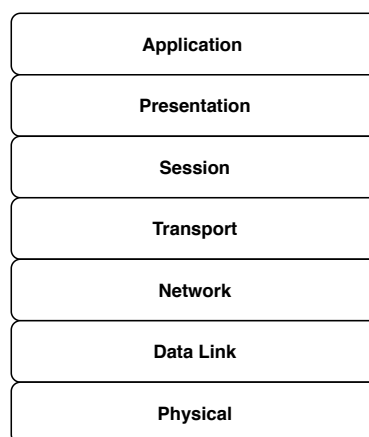 Application
Presentation
Session
Transport
Network
Data Link
Physical